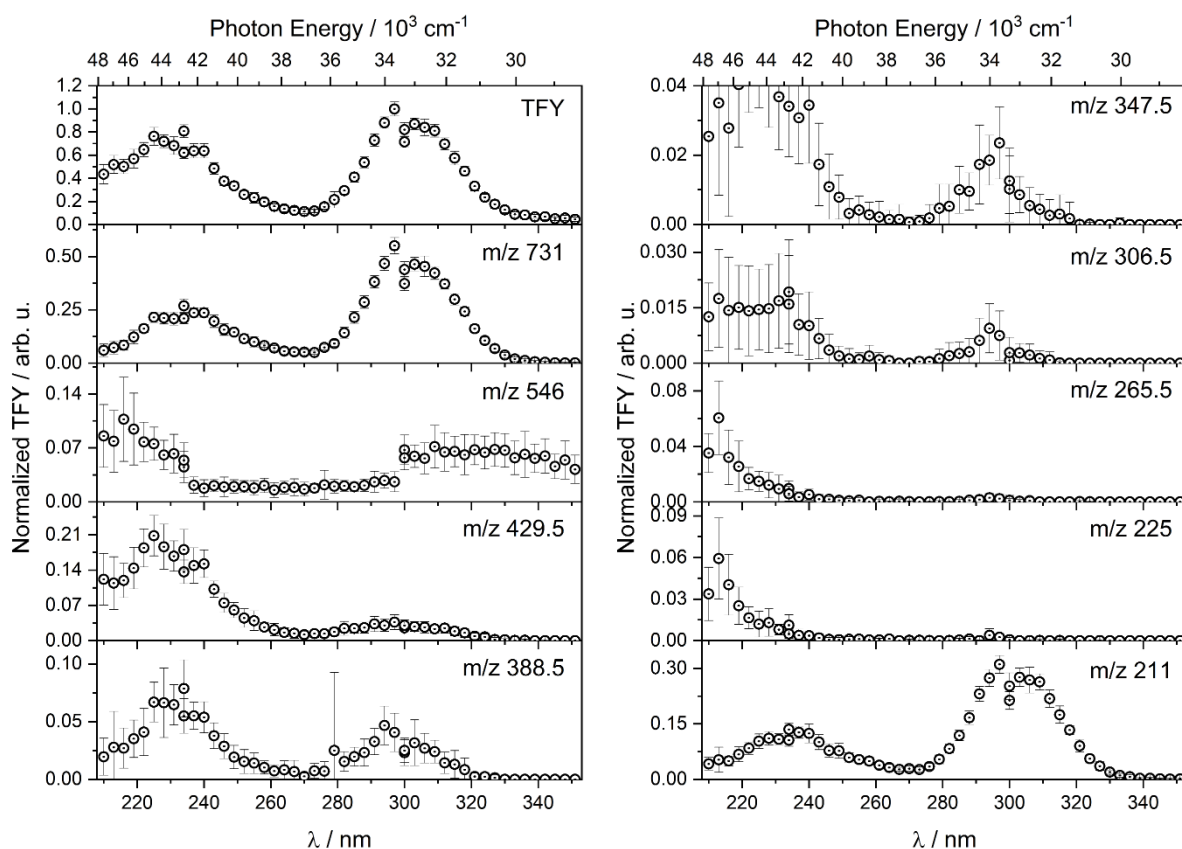 Photon Energy / 10³ cm⁻¹
48 46 44 42 40 38 36 34 32 30
Normalized TFY / arb. u.
TFY
1.2
1.0
0.8
0.6
0.4
0.2
0.0
m/z 731
0.50
0.25
0.00
m/z 546
0.14
0.07
0.00
m/z 429.5
0.21
0.14
0.07
0.00
m/z 388.5
0.10
0.05
0.00
220 240 260 280 300 320 340
λ / nm
Photon Energy / 10³ cm⁻¹
48 46 44 42 40 38 36 34 32 30
Normalized TFY / arb. u.
m/z 347.5
0.04
0.02
0.00
m/z 306.5
0.030
0.015
0.000
m/z 265.5
0.08
0.04
0.00
m/z 225
0.09
0.06
0.03
0.00
m/z 211
0.30
0.15
0.00
220 240 260 280 300 320 340
λ / nm